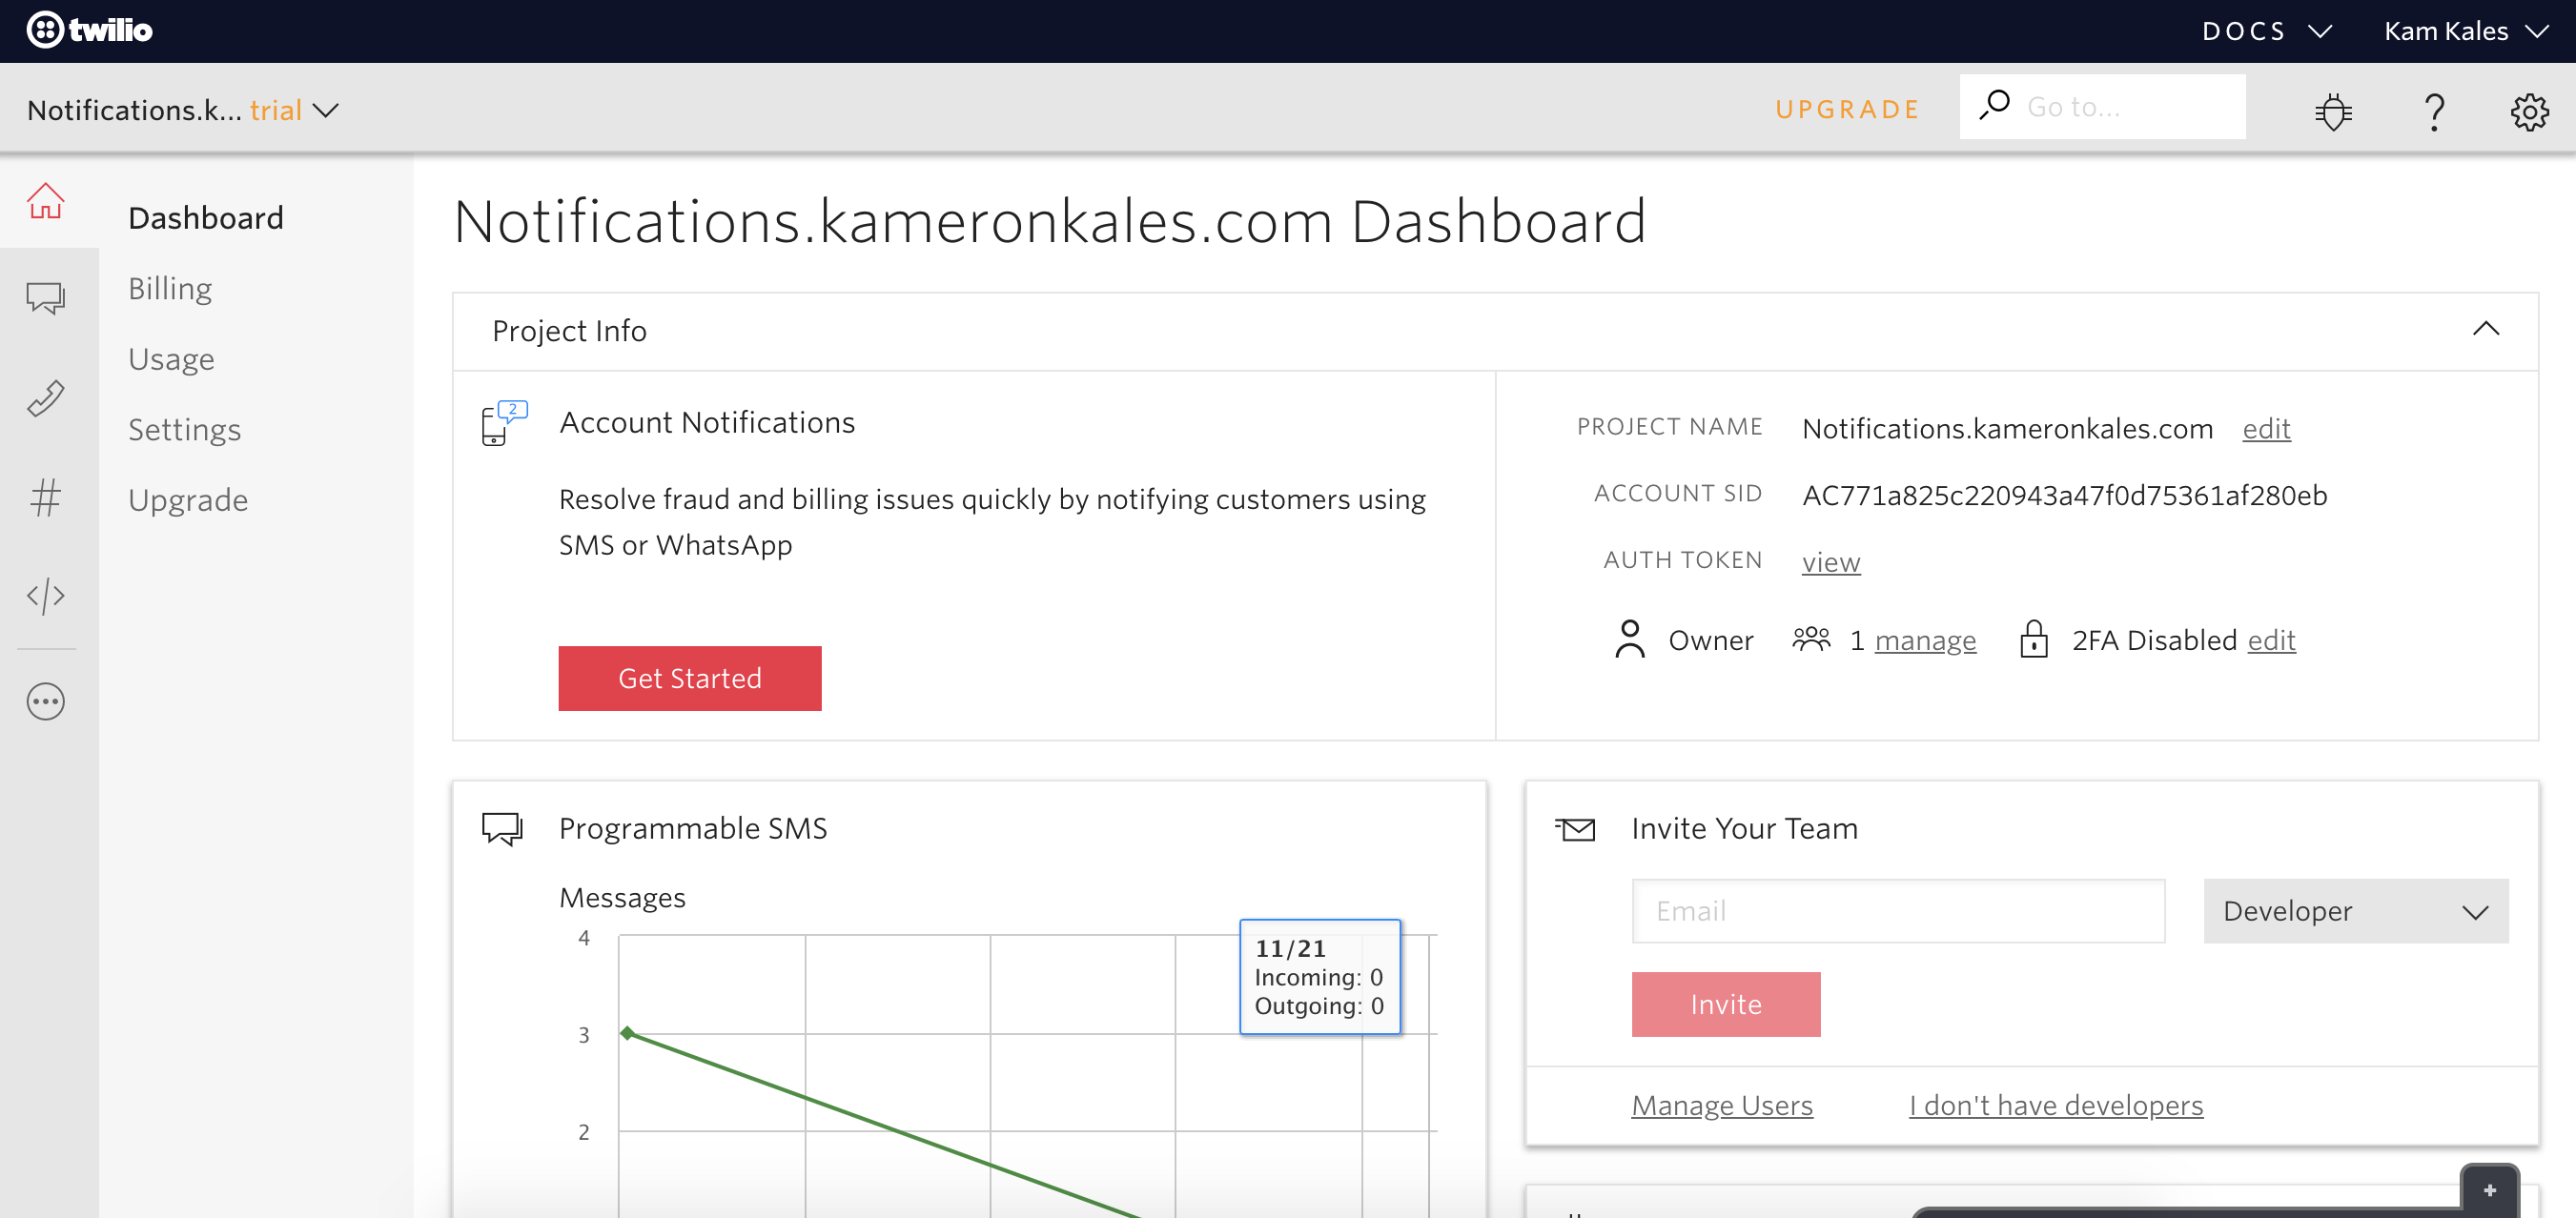 twilio
DOCS
Kam Kales
Notifications.k... trial
UPGRADE
Go to...
?
Dashboard
Billing
Usage
Settings
Upgrade
Notifications.kameronkales.com Dashboard
Project Info
2
Account Notifications
Resolve fraud and billing issues quickly by notifying customers using
SMS or WhatsApp
Get Started
PROJECT NAME Notifications.kameronkales.com edit
ACCOUNT SID AC771a825c220943a47f0d75361af280eb
AUTH TOKEN view
Owner 1 manage 2FA Disabled edit
Programmable SMS
Messages
4
3
2
11/21
Incoming: 0
Outgoing: 0
Invite Your Team
Email
Developer
Invite
Manage Users I don't have developers